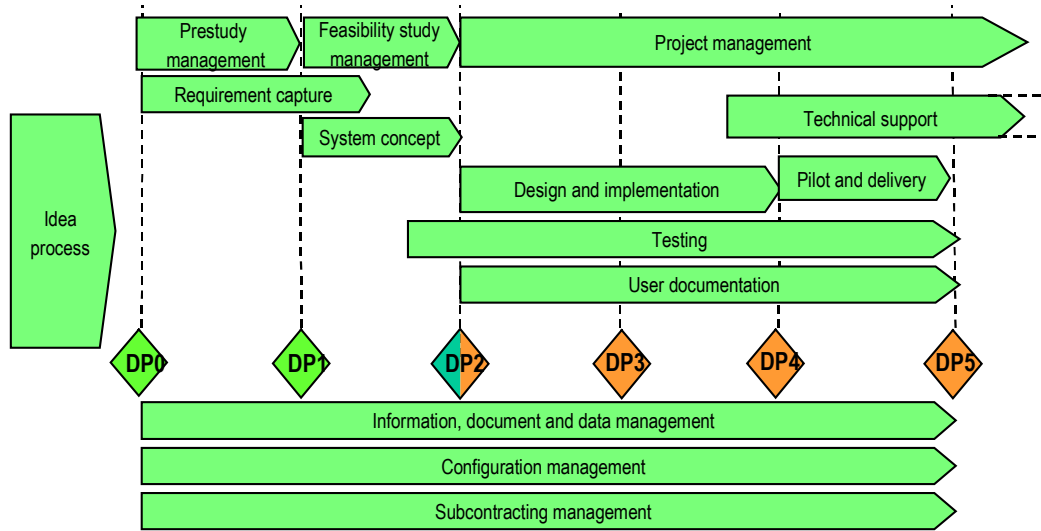 Prestudy
management
Feasibility study
management
Project management
Requirement capture
Technical support
System concept
Pilot and delivery
Design and implementation
Idea
process
Testing
User documentation
DP0
DP1
DP2
DP3
DP4
DP5
Information, document and data management
Configuration management
Subcontracting management